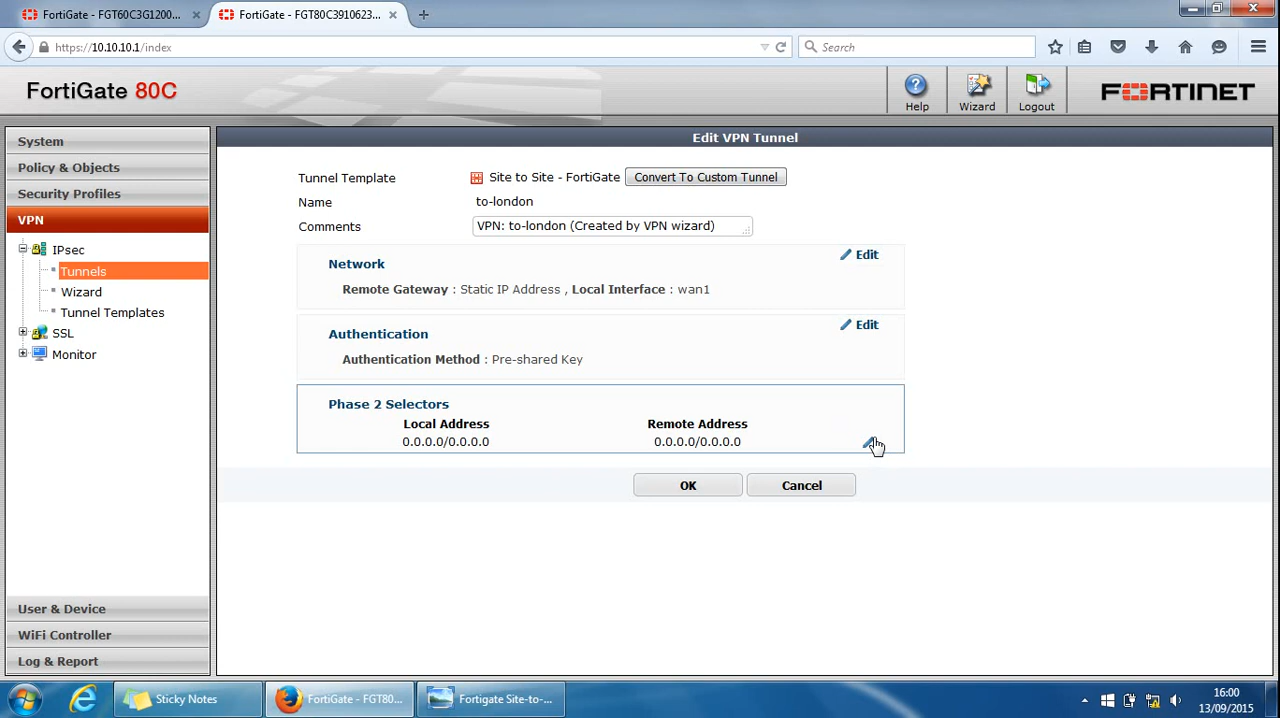 FortiGate - FGT60C3G1200... ×
FortiGate - FGT80C3910623... ×
https://10.10.10.1/index
Search
FortiGate 80C
Help
Wizard
Logout
FORTINET
System
Policy & Objects
Security Profiles
VPN
IPsec
Tunnels
Wizard
Tunnel Templates
SSL
Monitor
User & Device
WiFi Controller
Log & Report
Edit VPN Tunnel
Tunnel Template Site to Site - FortiGate Convert To Custom Tunnel
Name to-london
Comments VPN: to-london (Created by VPN wizard)
Network Edit
Remote Gateway : Static IP Address , Local Interface : wan1
Authentication Edit
Authentication Method : Pre-shared Key
Phase 2 Selectors
Local Address Remote Address
0.0.0.0/0.0.0.0 0.0.0.0/0.0.0.0
OK Cancel
Sticky Notes
FortiGate - FGT80...
Fortigate Site-to-...
16:00
13/09/2015